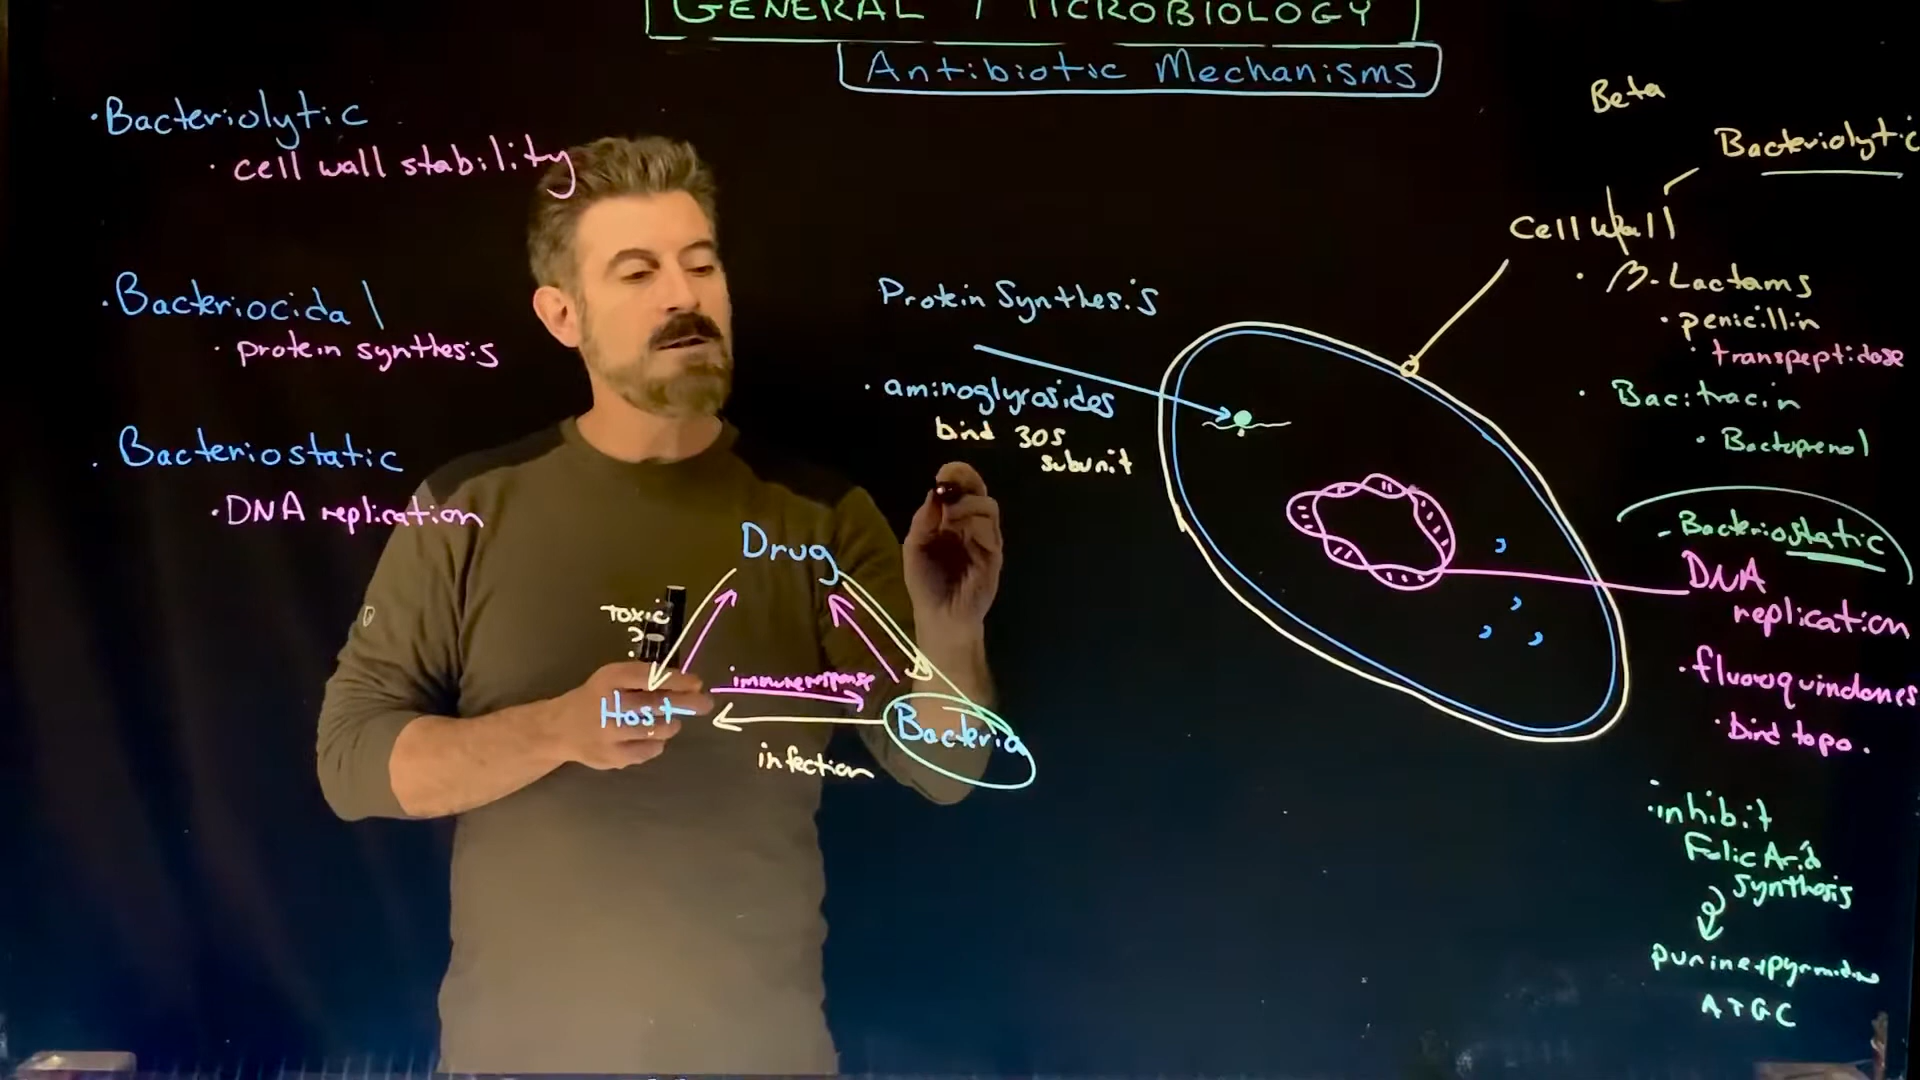 GENERAL MICROBIOLOGY
Antibiotic Mechanisms
·Bacteriolytic
· cell wall stability
·Bacteriocidal
· protein synthesis
· Bacteriostatic
· DNA replication
Drug
Toxic
?
Host
immune response
Bacteria
infection
Protein Synthesis
· aminoglycosides
bind 30s
subunit
Beta
Bacteriolytic
Cell Wall
· β-Lactams
· penicillin
· transpeptidase
· Bacitracin
· Bactoprenol
- Bacteriostatic
DNA
replication
· fluoroquinolones
· bind topo.
· inhibit
Folic Acid
Synthesis
purine + pyrmidine
ATGC